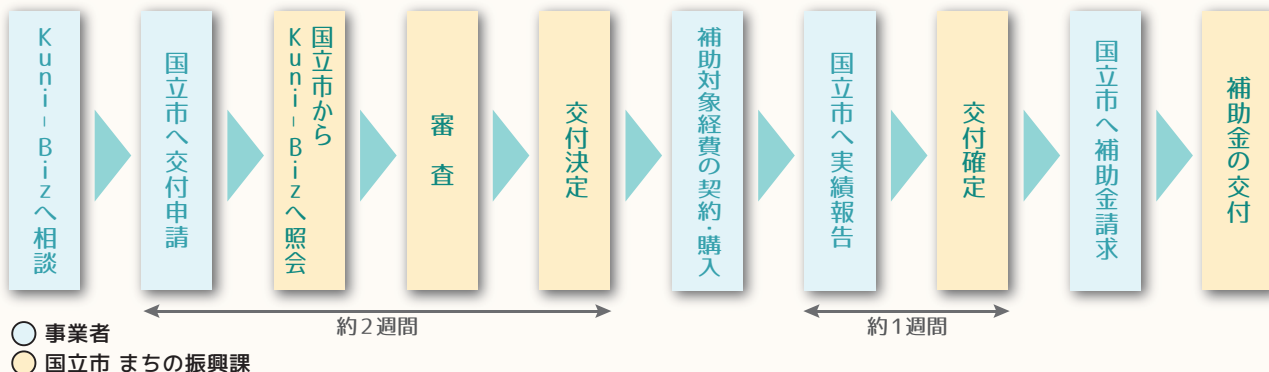 Kuni-Bizへ相談
国立市へ交付申請
国立市から
Kuni-Bizへ照会
審査
交付決定
補助対象経費の契約・購入
国立市へ実績報告
交付確定
国立市へ補助金請求
補助金の交付
約2週間
約1週間
事業者
国立市 まちの振興課